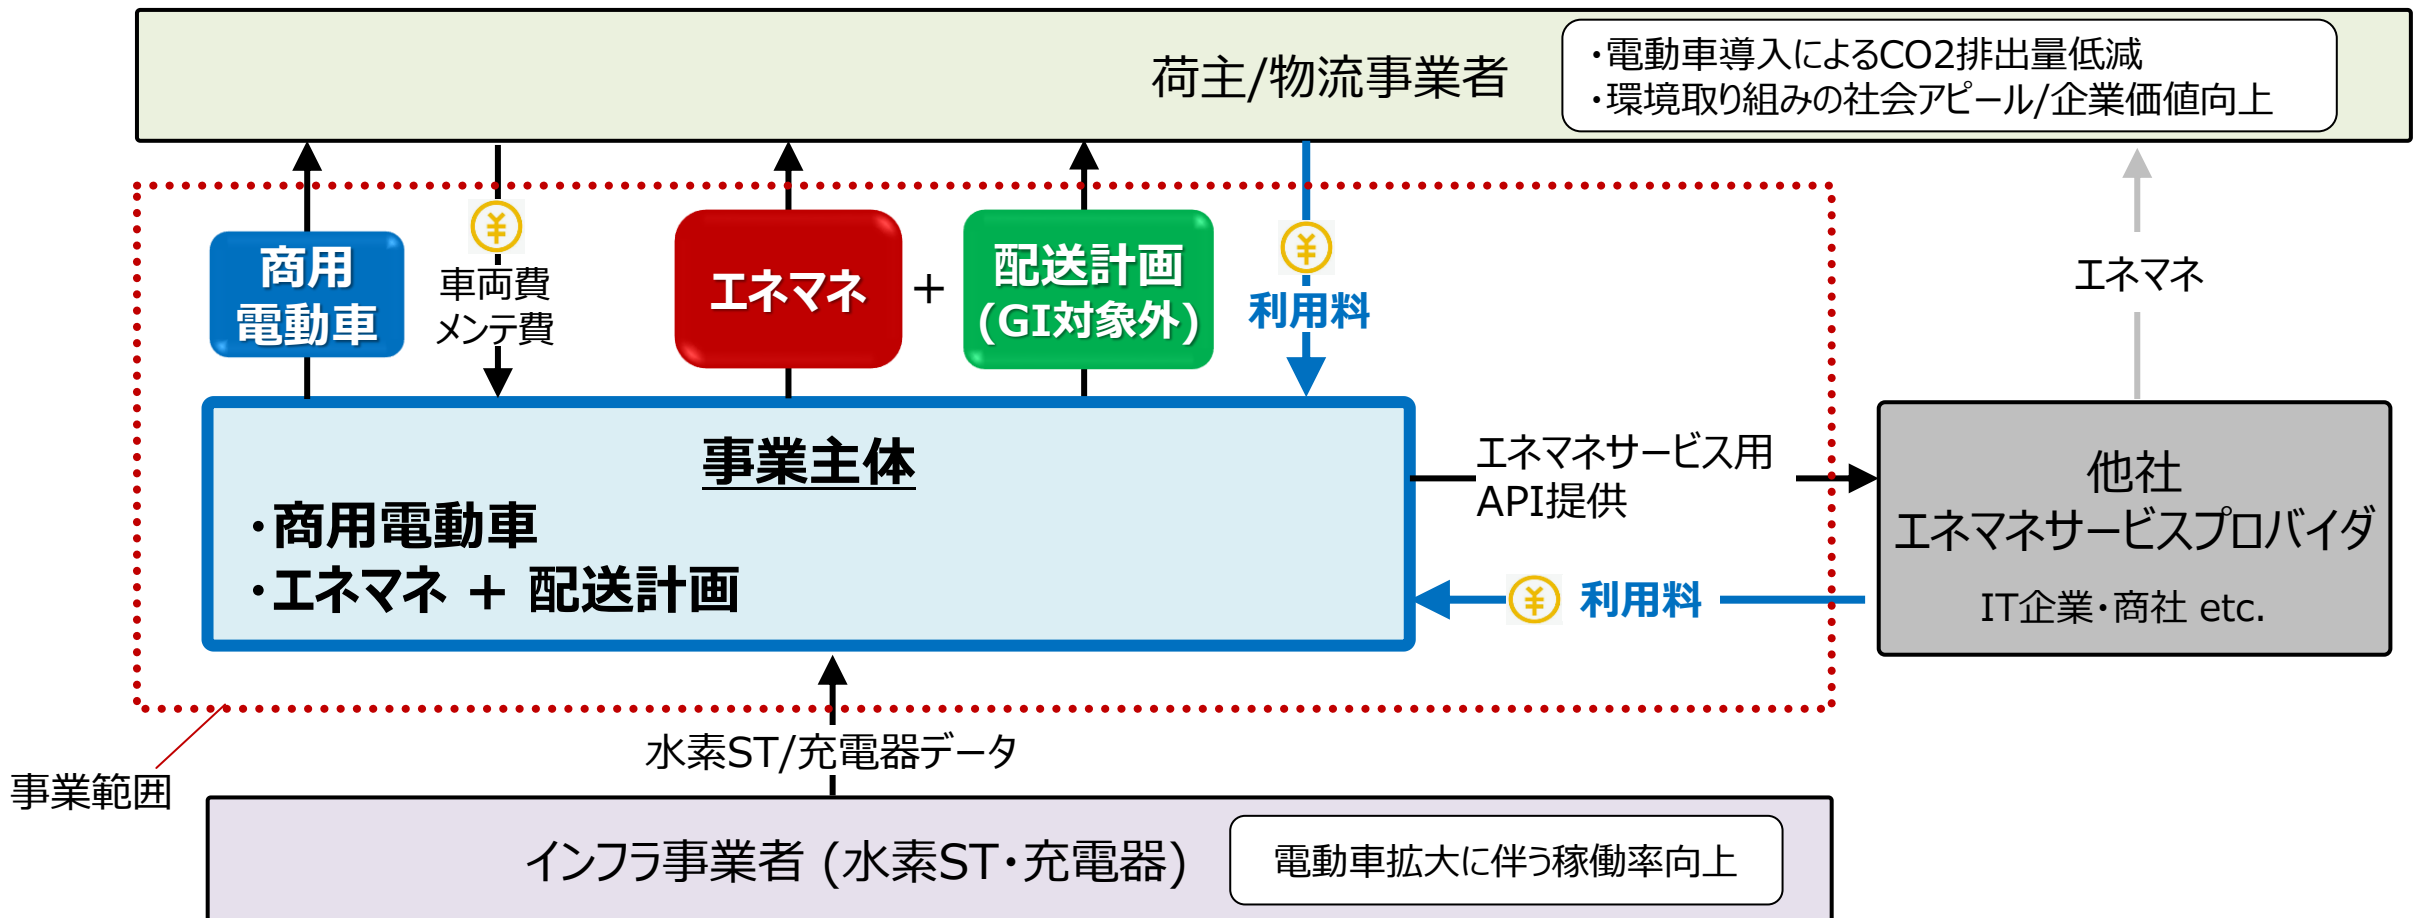 荷主/物流事業者
・電動車導入によるCO2排出量低減
・環境取り組みの社会アピール/企業価値向上
商用
電動車
¥
車両費
メンテ費
エネマネ
+
配送計画
(GI対象外)
¥
利用料
エネマネ
事業主体
・商用電動車
・エネマネ + 配送計画
エネマネサービス用
API提供
¥ 利用料
他社
エネマネサービスプロバイダ
IT企業・商社 etc.
水素ST/充電器データ
事業範囲
インフラ事業者 (水素ST・充電器)
電動車拡大に伴う稼働率向上